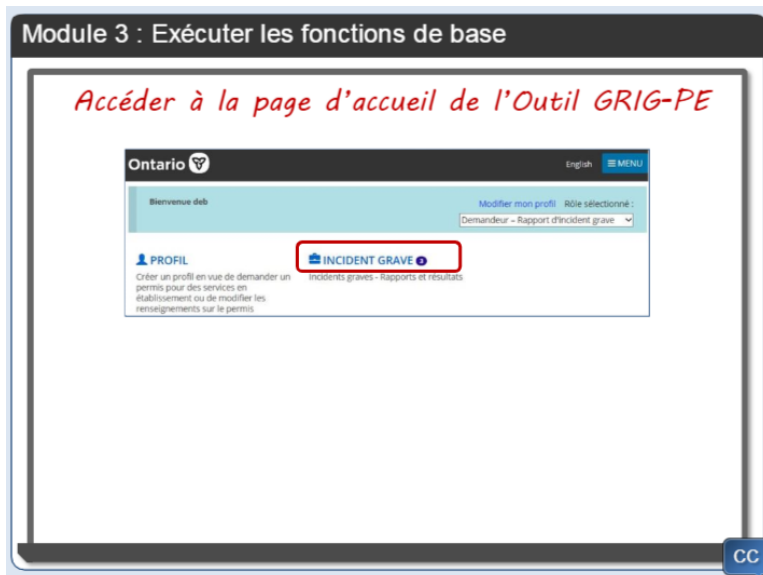 Module 3 : Exécuter les fonctions de base
Accéder à la page d'accueil de l'Outil GRIG-PE
Ontario
English
MENU
Bienvenue deb
Modifier mon profil Rôle sélectionné :
Demandeur – Rapport d'incident grave
PROFIL
Créer un profil en vue de demander un
permis pour des services en
établissement ou de modifier les
renseignements sur le permis
INCIDENT GRAVE
Incidents graves - Rapports et résultats
CC